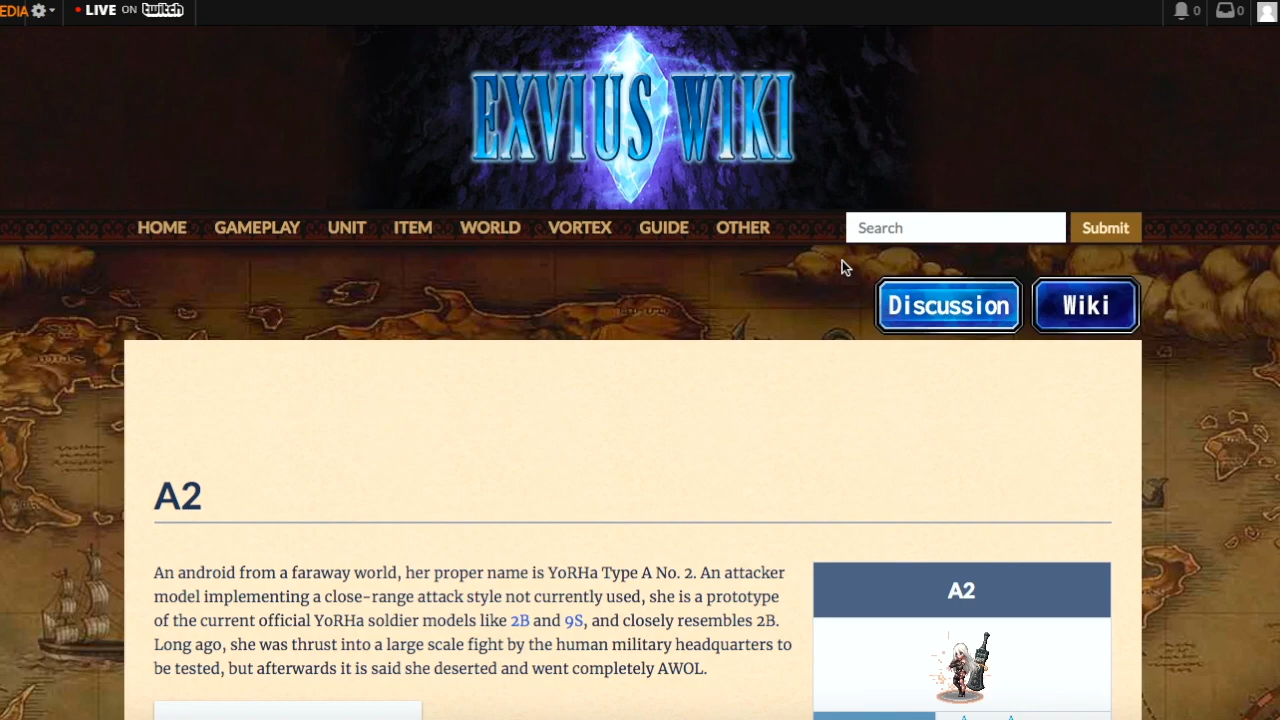 EDIA LIVE ON twitch 0 0
EXVIUS WIKI
HOME GAMEPLAY UNIT ITEM WORLD VORTEX GUIDE OTHER Search Submit
Discussion Wiki
A2
An android from a faraway world, her proper name is YoRHa Type A No. 2. An attacker
model implementing a close-range attack style not currently used, she is a prototype
of the current official YoRHa soldier models like 2B and 9S, and closely resembles 2B.
Long ago, she was thrust into a large scale fight by the human military headquarters to
be tested, but afterwards it is said she deserted and went completely AWOL.
A2